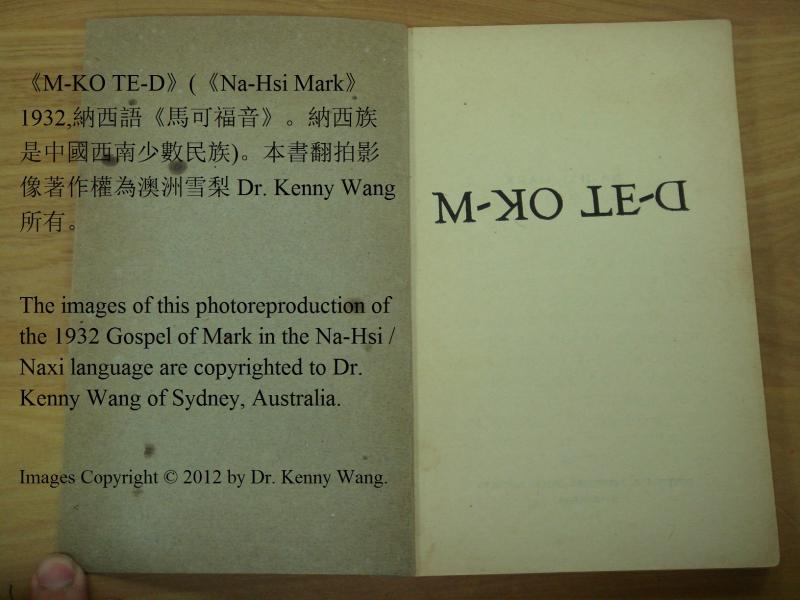 《M-KO TE-D》(《Na-Hsi Mark》
1932,納西語《馬可福音》。納西族
是中國西南少數民族)。本書翻拍影
像著作權為澳洲雪梨 Dr. Kenny Wang
所有。
The images of this photoreproduction of
the 1932 Gospel of Mark in the Na-Hsi /
Naxi language are copyrighted to Dr.
Kenny Wang of Sydney, Australia.
Images Copyright © 2012 by Dr. Kenny Wang.
ꓟ-ꓘꓳ ꓕꓰ-ꓷ